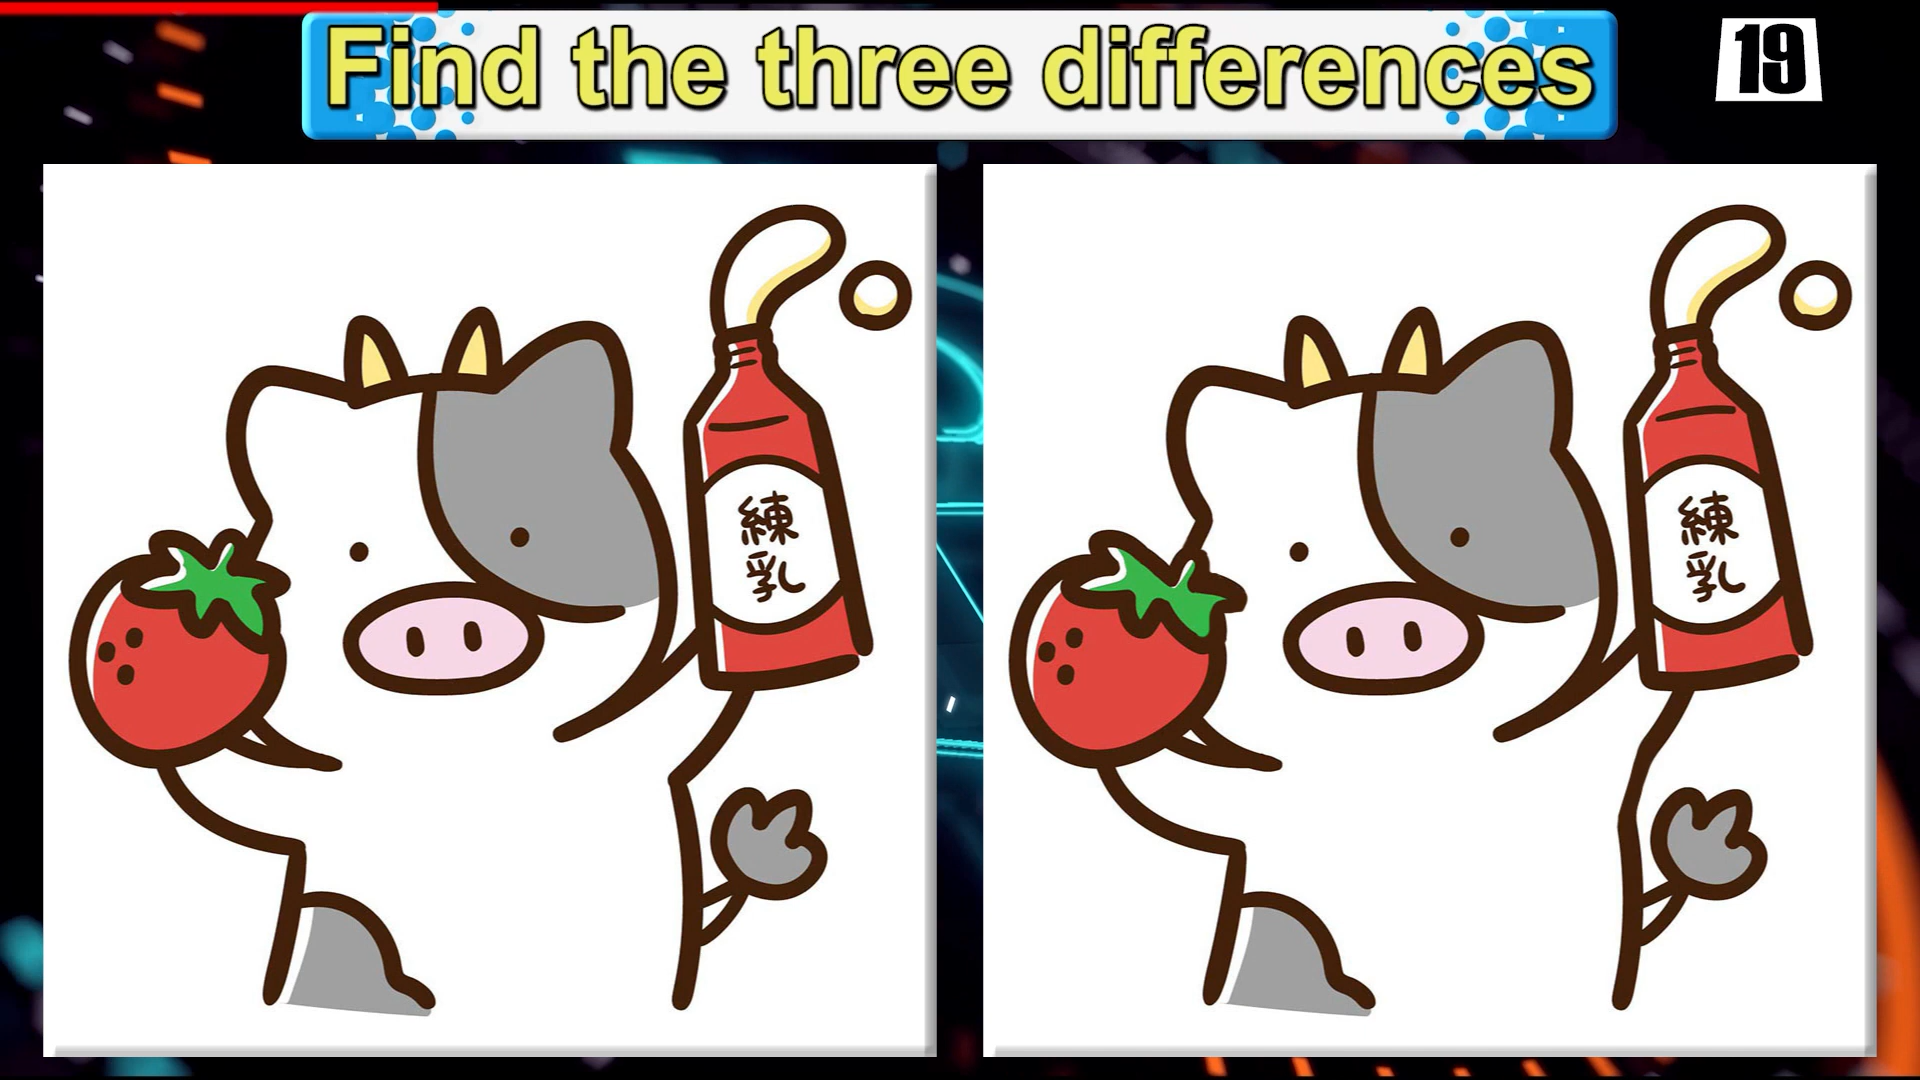 Find the three differences
19
練
乳
練
乳